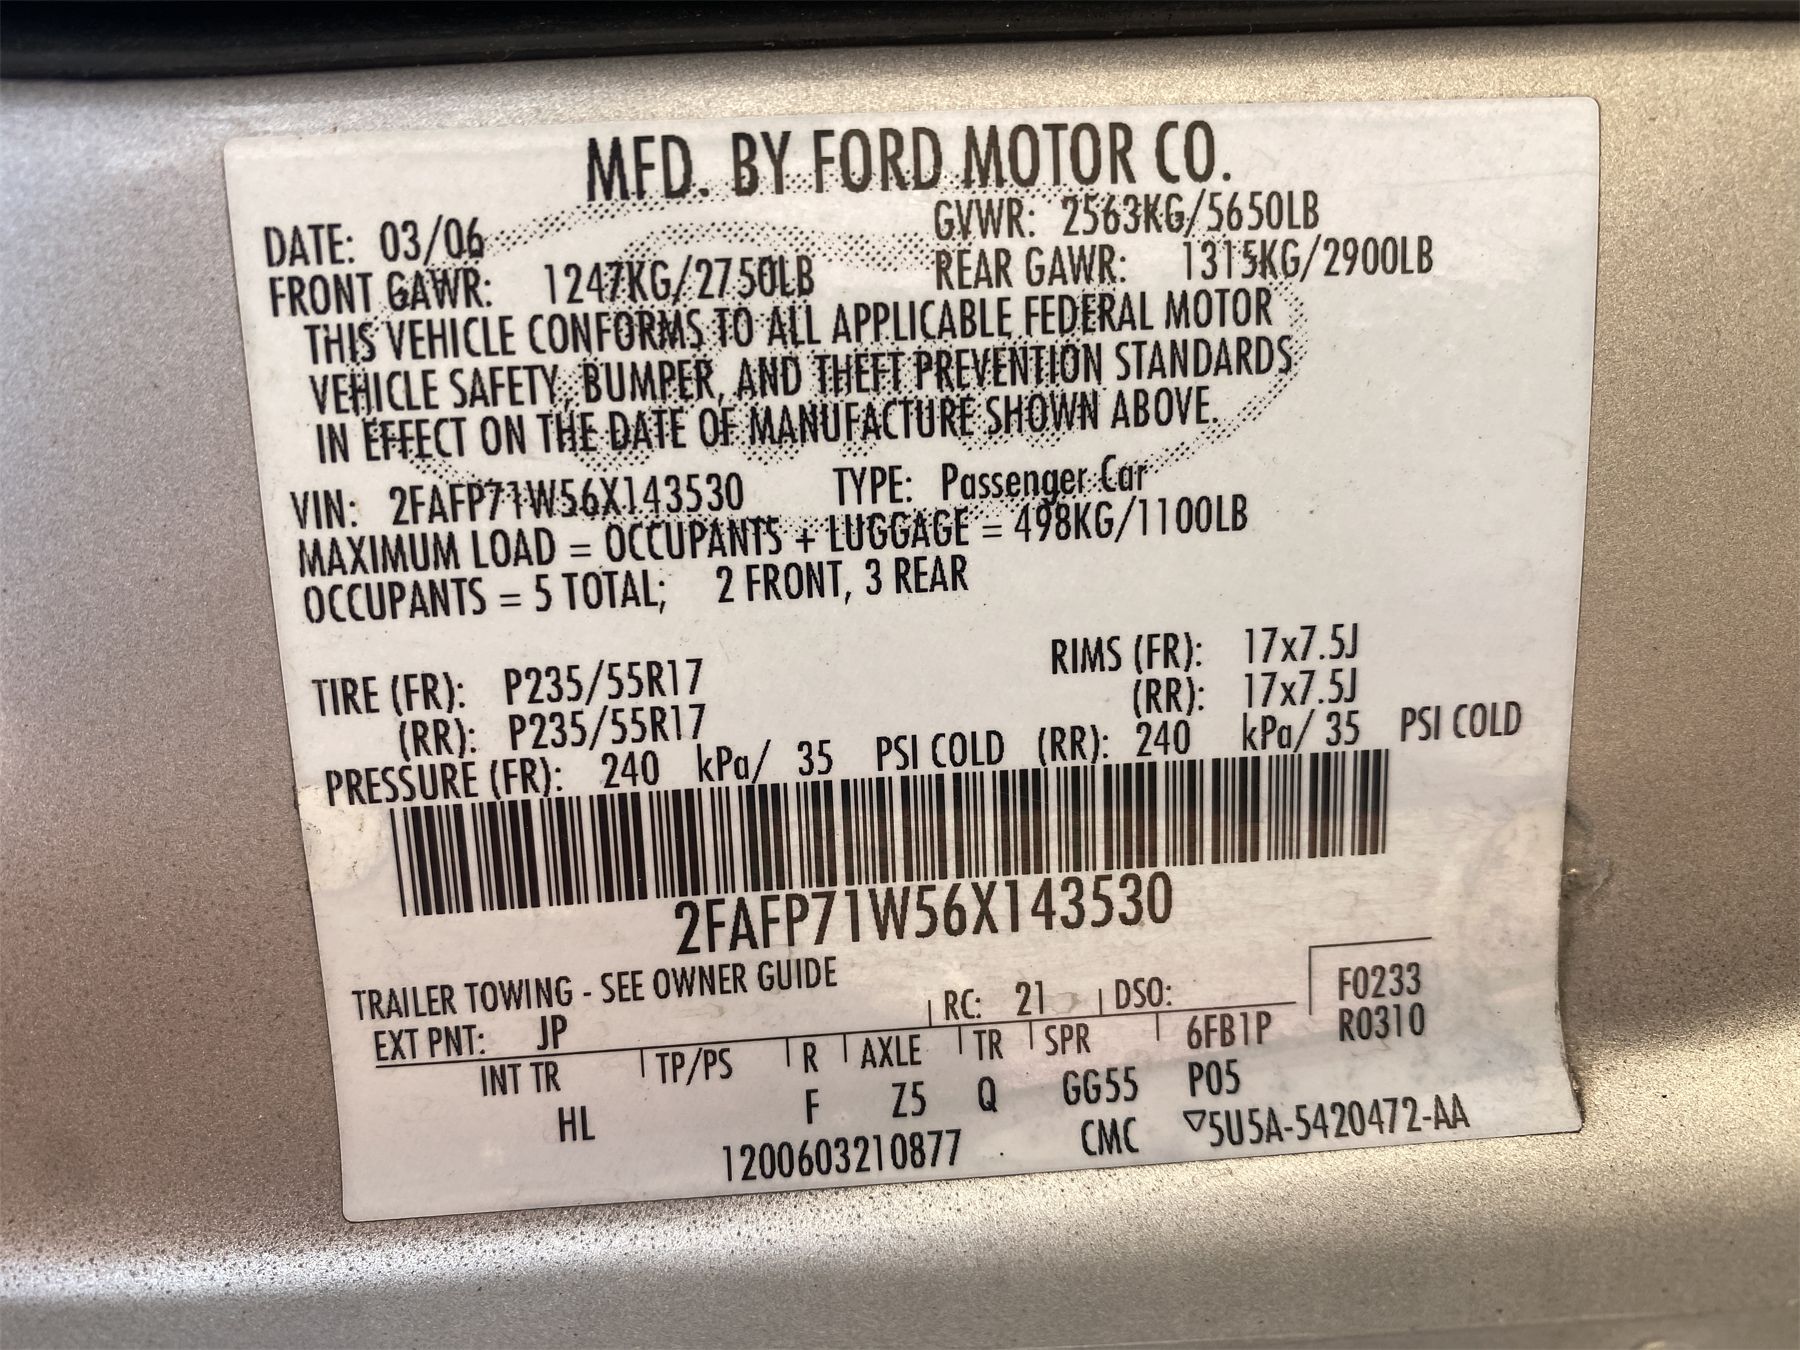 MFD. BY FORD MOTOR CO.
DATE: 03/06 GVWR: 2563KG/5650LB
FRONT GAWR: 1247KG/2750LB REAR GAWR: 1315KG/2900LB
THIS VEHICLE CONFORMS TO ALL APPLICABLE FEDERAL MOTOR
VEHICLE SAFETY, BUMPER, AND THEFT PREVENTION STANDARDS
IN EFFECT ON THE DATE OF MANUFACTURE SHOWN ABOVE.
VIN: 2FAFP71W56X143530 TYPE: Passenger Car
MAXIMUM LOAD = OCCUPANTS + LUGGAGE = 498KG/1100LB
OCCUPANTS = 5 TOTAL; 2 FRONT, 3 REAR
TIRE (FR): P235/55R17 RIMS (FR): 17x7.5J
(RR): P235/55R17 (RR): 17x7.5J
PRESSURE (FR): 240 kPa/ 35 PSI COLD (RR): 240 kPa/ 35 PSI COLD
2FAFP71W56X143530
TRAILER TOWING - SEE OWNER GUIDE
EXT PNT: JP RC: 21 DSO: F0233
INT TR TP/PS R AXLE TR SPR 6FB1P R0310
HL F Z5 Q GG55 P05
1200603210877 CMC ▽5U5A-5420472-AA